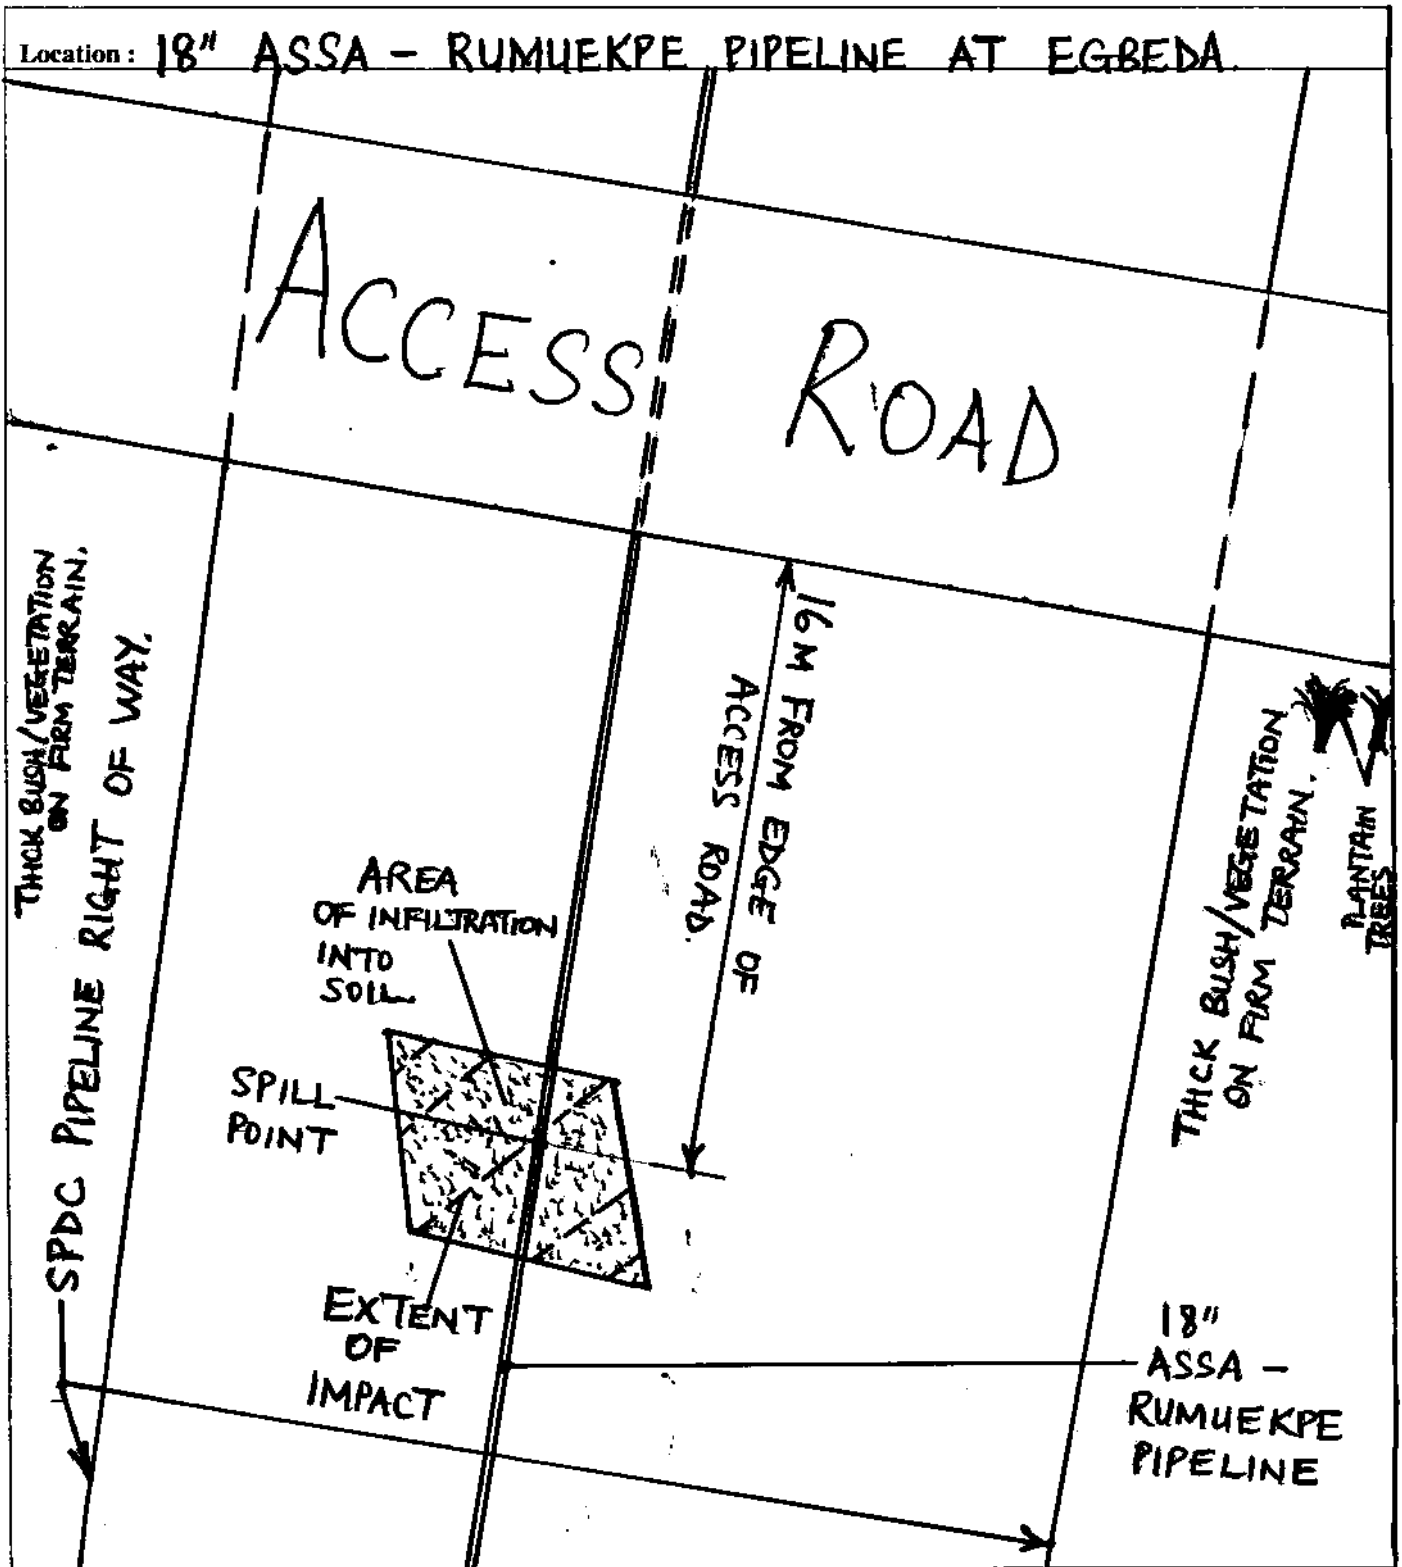 Location : 18" ASSA - RUMUEKPE PIPELINE AT EGBEDA.
ACCESS ROAD
THICK BUSH/VEGETATION
ON FIRM TERRAIN.
SPDC PIPELINE RIGHT OF WAY.
16M FROM EDGE OF
ACCESS ROAD.
THICK BUSH/VEGETATION
ON FIRM TERRAIN.
PLANTAIN
TREES
AREA
OF INFILTRATION
INTO
SOIL
SPILL
POINT
EXTENT
OF
IMPACT
18"
ASSA -
RUMUEKPE
PIPELINE